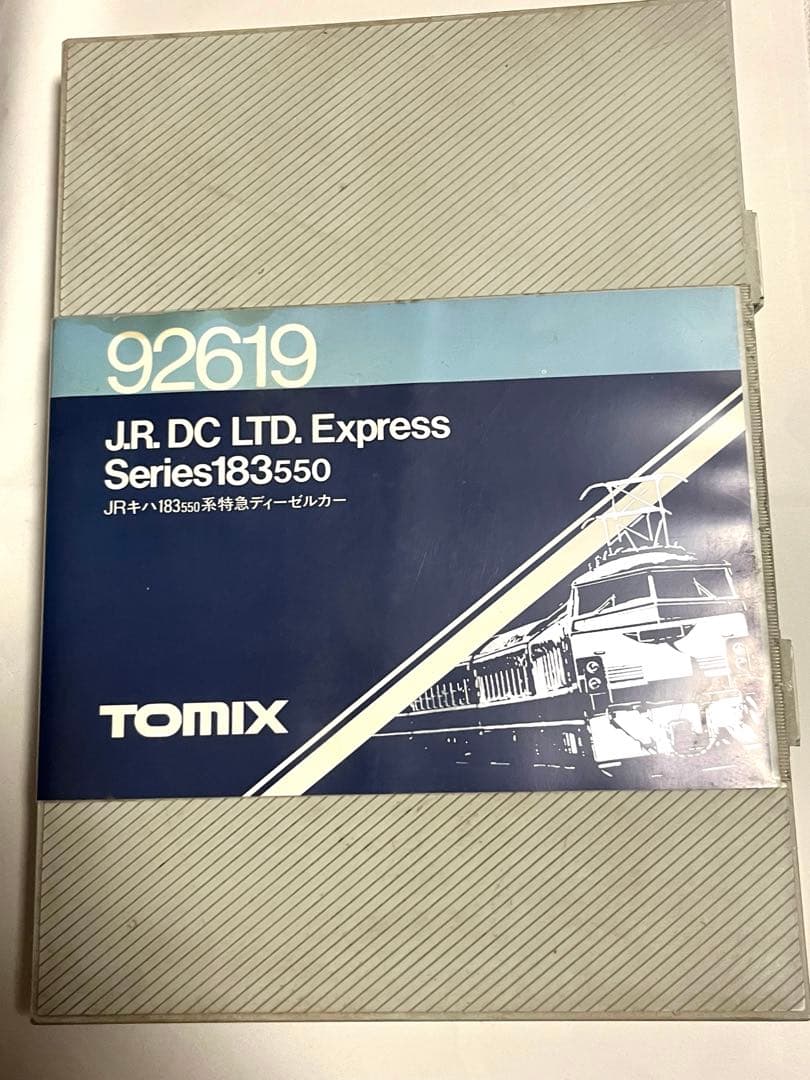 92619
J.R. DC LTD. Express
Series183550
JRキハ183550系特急ディーゼルカー
TOMIX